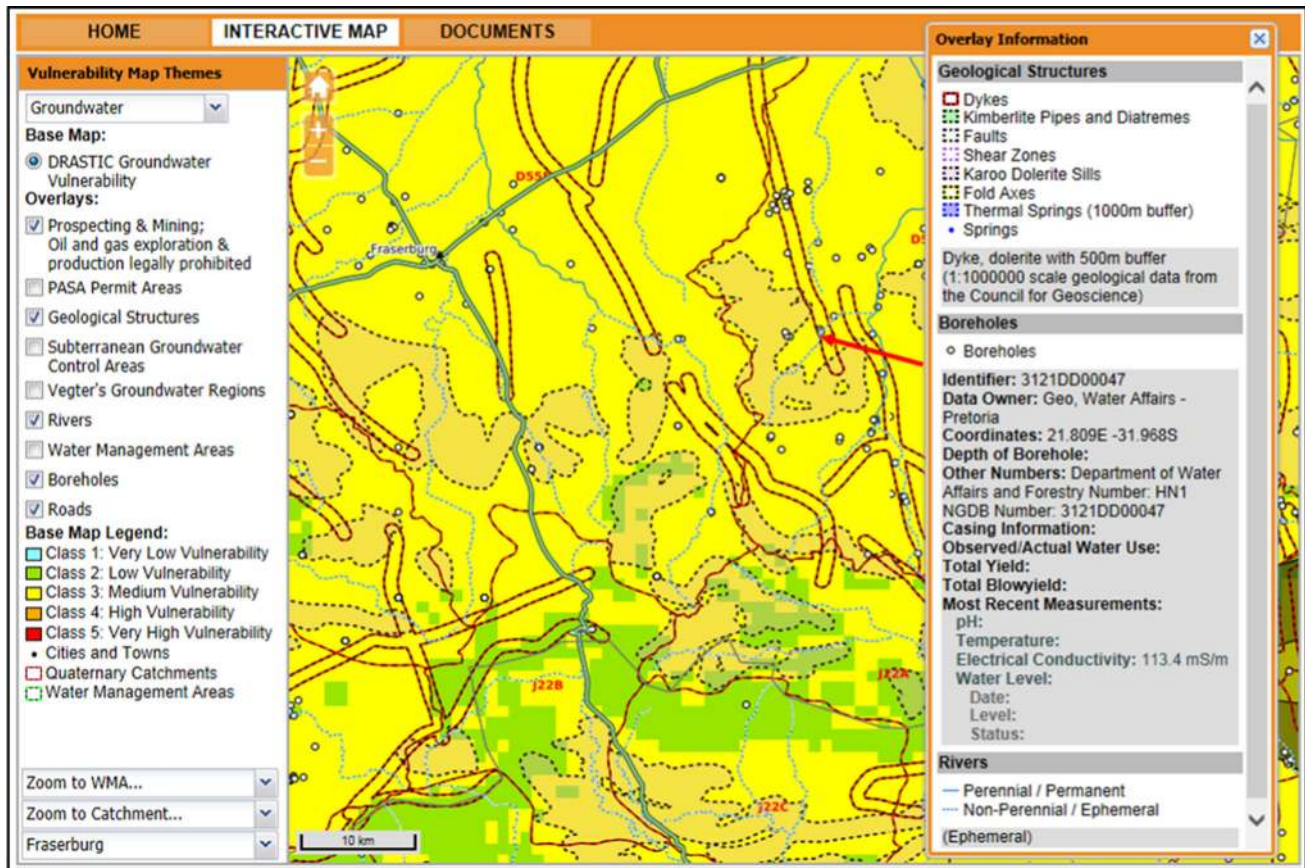 HOME
INTERACTIVE MAP
DOCUMENTS
Vulnerability Map Themes
Groundwater
Base Map:
DRASTIC Groundwater
Vulnerability
Overlays:
Prospecting & Mining;
Oil and gas exploration &
production legally prohibited
PASA Permit Areas
Geological Structures
Subterranean Groundwater
Control Areas
Vegter's Groundwater Regions
Rivers
Water Management Areas
Boreholes
Roads
Base Map Legend:
Class 1: Very Low Vulnerability
Class 2: Low Vulnerability
Class 3: Medium Vulnerability
Class 4: High Vulnerability
Class 5: Very High Vulnerability
Cities and Towns
Quaternary Catchments
Water Management Areas
Zoom to WMA...
Zoom to Catchment...
Fraserburg
+
−
Fraserburg
J22B
J22A
J22C
10 km
Overlay Information
Geological Structures
Dykes
Kimberlite Pipes and Diatremes
Faults
Shear Zones
Karoo Dolerite Sills
Fold Axes
Thermal Springs (1000m buffer)
Springs
Dyke, dolerite with 500m buffer
(1:1000000 scale geological data from
the Council for Geoscience)
Boreholes
Boreholes
Identifier: 3121DD00047
Data Owner: Geo, Water Affairs -
Pretoria
Coordinates: 21.809E -31.968S
Depth of Borehole:
Other Numbers: Department of Water
Affairs and Forestry Number: HN1
NGDB Number: 3121DD00047
Casing Information:
Observed/Actual Water Use:
Total Yield:
Total Blowyield:
Most Recent Measurements:
pH:
Temperature:
Electrical Conductivity: 113.4 mS/m
Water Level:
Date:
Level:
Status:
Rivers
Perennial / Permanent
Non-Perennial / Ephemeral
(Ephemeral)